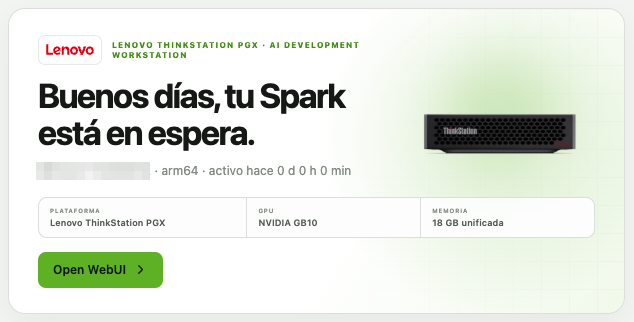 Lenovo
LENOVO THINKSTATION PGX · AI DEVELOPMENT
WORKSTATION
Buenos días, tu Spark
está en espera.
· arm64 · activo hace 0 d 0 h 0 min
ThinkStation
PLATAFORMA
Lenovo ThinkStation PGX
GPU
NVIDIA GB10
MEMORIA
18 GB unificada
Open WebUI